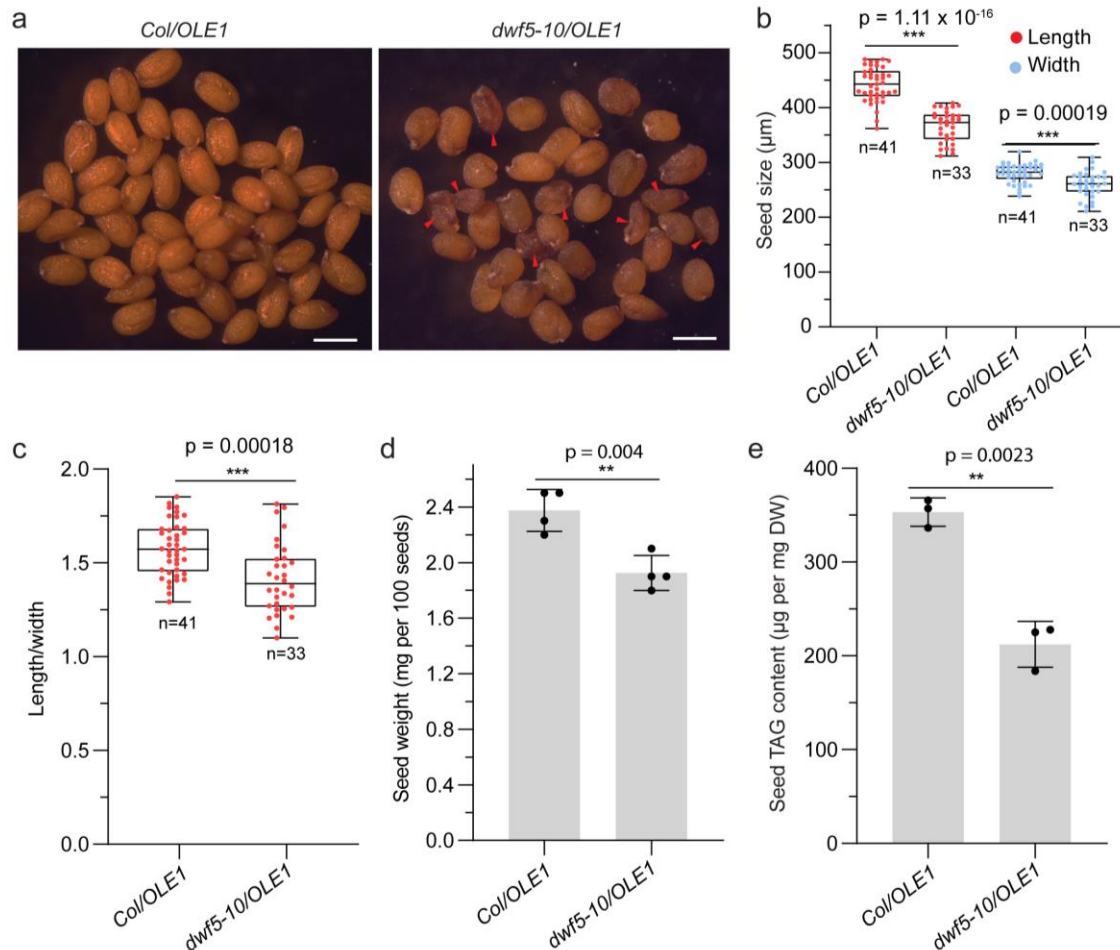 a
Col/OLE1
dwf5-10/OLE1
b
p = 1.11 x 10-16
***
Length
Width
p = 0.00019
***
Seed size (µm)
500
400
300
200
100
0
n=41
n=33
n=41
n=33
Col/OLE1
dwf5-10/OLE1
Col/OLE1
dwf5-10/OLE1
c
p = 0.00018
***
Length/width
2.0
1.5
1.0
0.5
0.0
n=41
n=33
Col/OLE1
dwf5-10/OLE1
d
p = 0.004
**
Seed weight (mg per 100 seeds)
2.4
2.0
1.6
1.2
0.8
0.4
0.0
Col/OLE1
dwf5-10/OLE1
e
p = 0.0023
**
Seed TAG content (µg per mg DW)
400
300
200
100
0
Col/OLE1
dwf5-10/OLE1